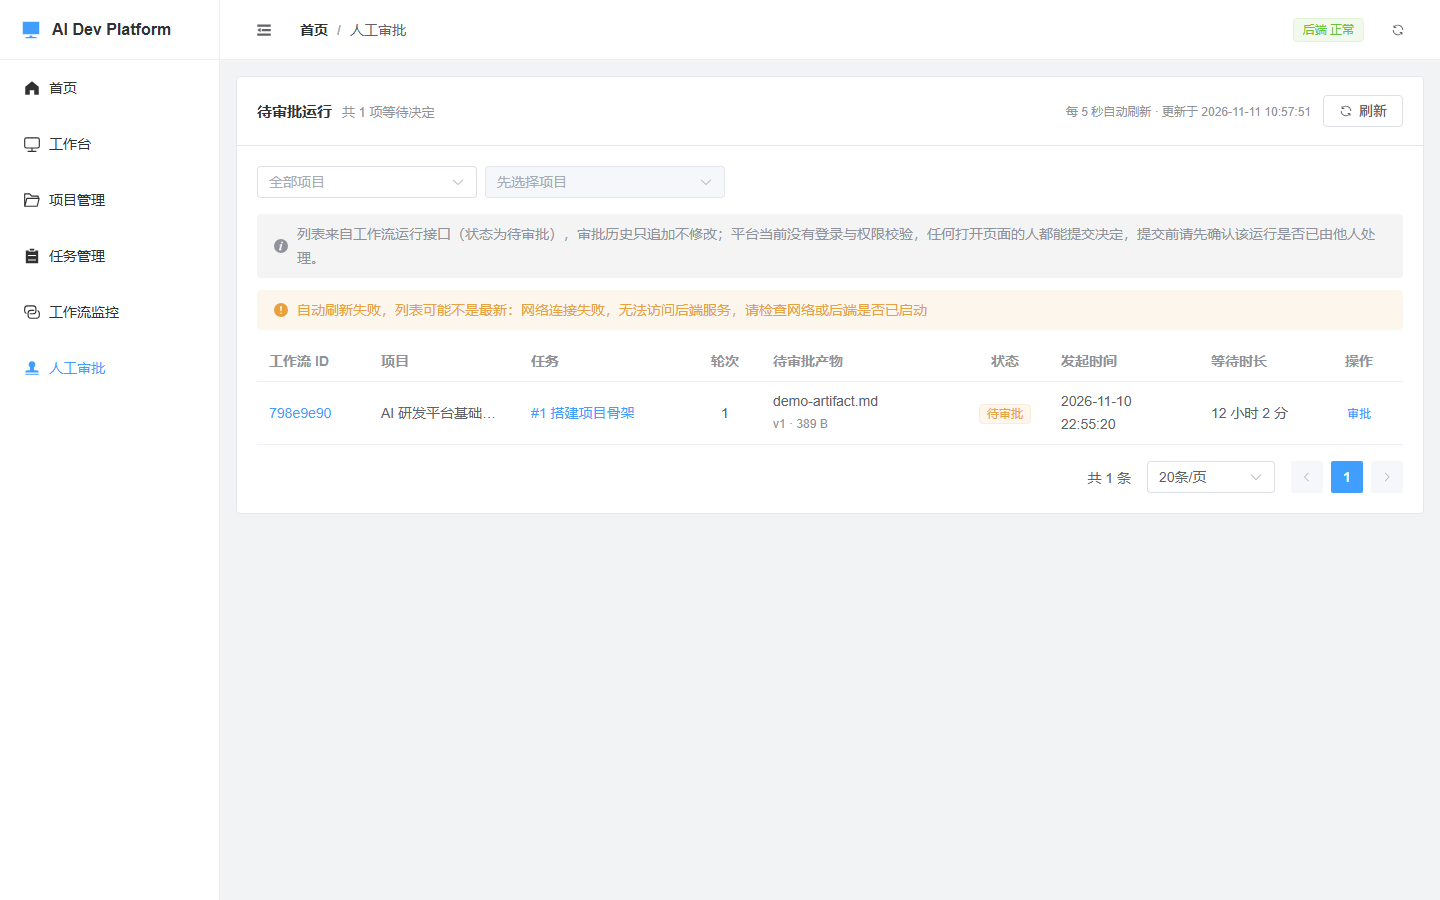 AI Dev Platform
首页 / 人工审批
后端 正常
首页
工作台
项目管理
任务管理
工作流监控
人工审批
待审批运行 共 1 项等待决定
每 5 秒自动刷新 · 更新于 2026-11-11 10:57:51
刷新
全部项目
先选择项目
列表来自工作流运行接口（状态为待审批），审批历史只追加不修改；平台当前没有登录与权限校验，任何打开页面的人都能提交决定，提交前请先确认该运行是否已由他人处
理。
自动刷新失败，列表可能不是最新：网络连接失败，无法访问后端服务，请检查网络或后端是否已启动
工作流 ID 项目 任务 轮次 待审批产物 状态 发起时间 等待时长 操作
798e9e90 AI 研发平台基础... #1 搭建项目骨架 1 demo-artifact.md 待审批 2026-11-10 12 小时 2 分 审批
v1 · 389 B 22:55:20
共 1 条 20条/页 1